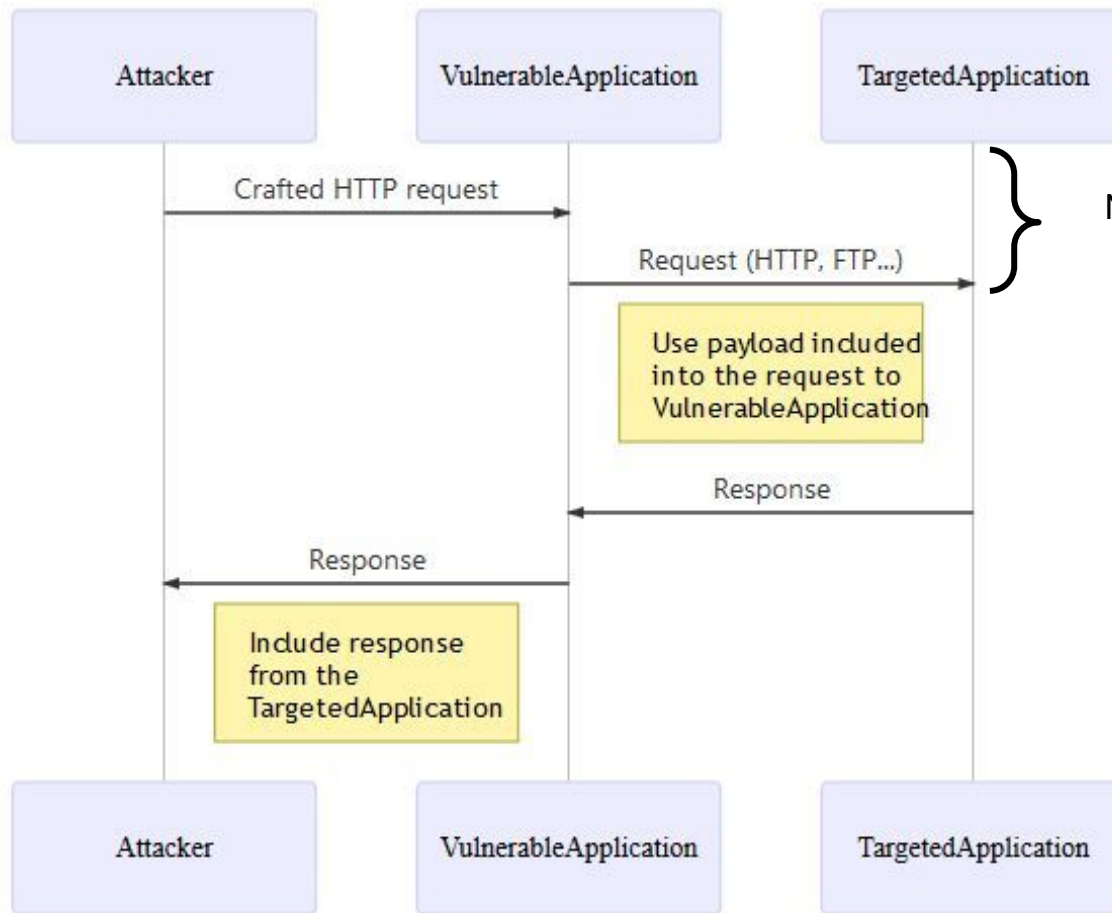 Attacker
VulnerableApplication
TargetedApplication
Crafted HTTP request
Request (HTTP, FTP...)
Use payload included
into the request to
VulnerableApplication
Response
Response
Include response
from the
TargetedApplication
Attacker
VulnerableApplication
TargetedApplication